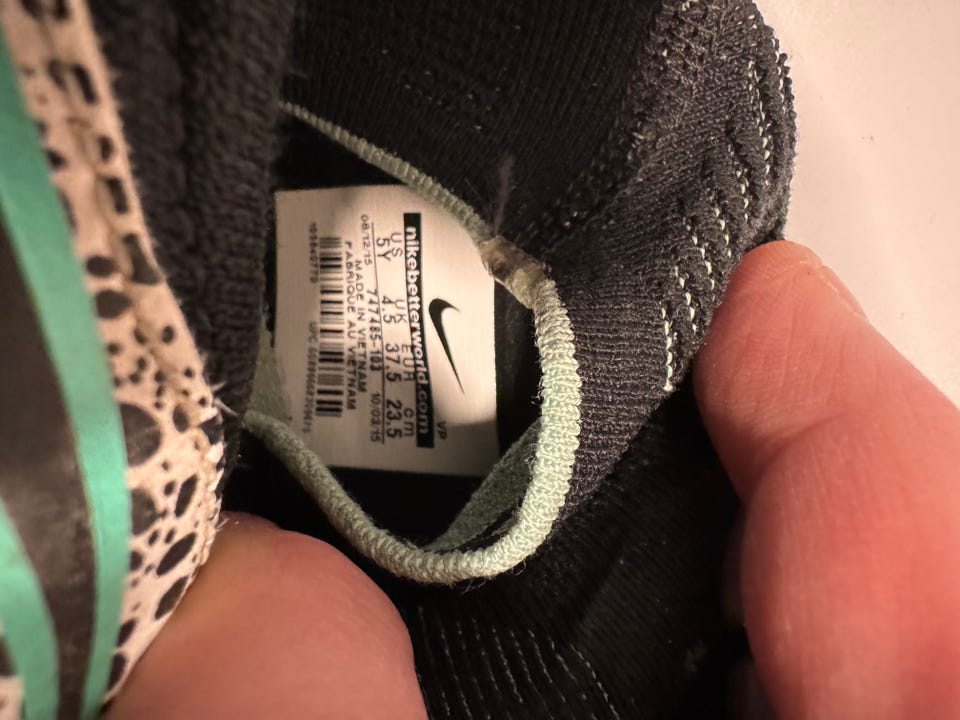 nikebetterworld.com
VP
US UK EUR cm
5Y 4.5 37.5 23.5
08/12/15 747485-103 10/03/15
MADE IN VIETNAM
FABRIQUE AU VIETNAM